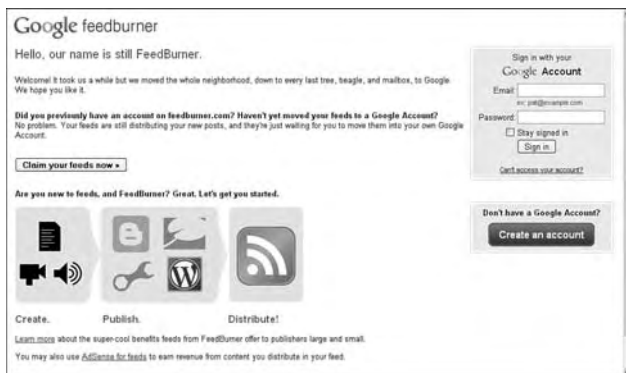 Google feedburner
Hello, our name is still FeedBurner.
Welcome! It took us a while but we moved the whole neighborhood, down to every last tree, beagle, and mailbox, to Google.
We hope you like it.
Did you previously have an account on feedburner.com? Haven't yet moved your feeds to a Google Account?
No problem. Your feeds are still distributing your new posts, and they're just waiting for you to move them into your own Google
Account.
Claim your feeds now »
Are you new to feeds, and FeedBurner? Great. Let's get you started.
Create.
Publish.
Distribute!
Learn more about the super-cool benefits feeds from FeedBurner offer to publishers large and small.
You may also use AdSense for feeds to earn revenue from content you distribute in your feed.
Sign in with your
Google Account
Email:
ex: pat@example.com
Password:
Stay signed in
Sign in
Can't access your account?
Don't have a Google Account?
Create an account